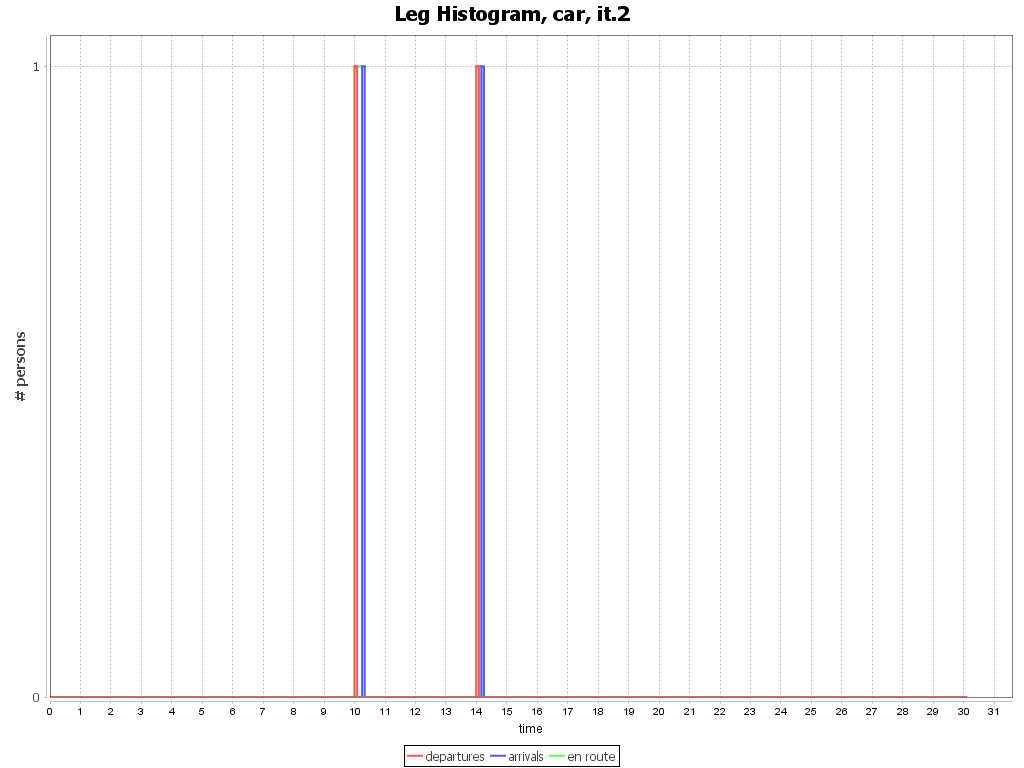 Leg Histogram, car, it.2
1
# persons
0
0 1 2 3 4 5 6 7 8 9 10 11 12 13 14 15 16 17 18 19 20 21 22 23 24 25 26 27 28 29 30 31
time
departures arrivals en route